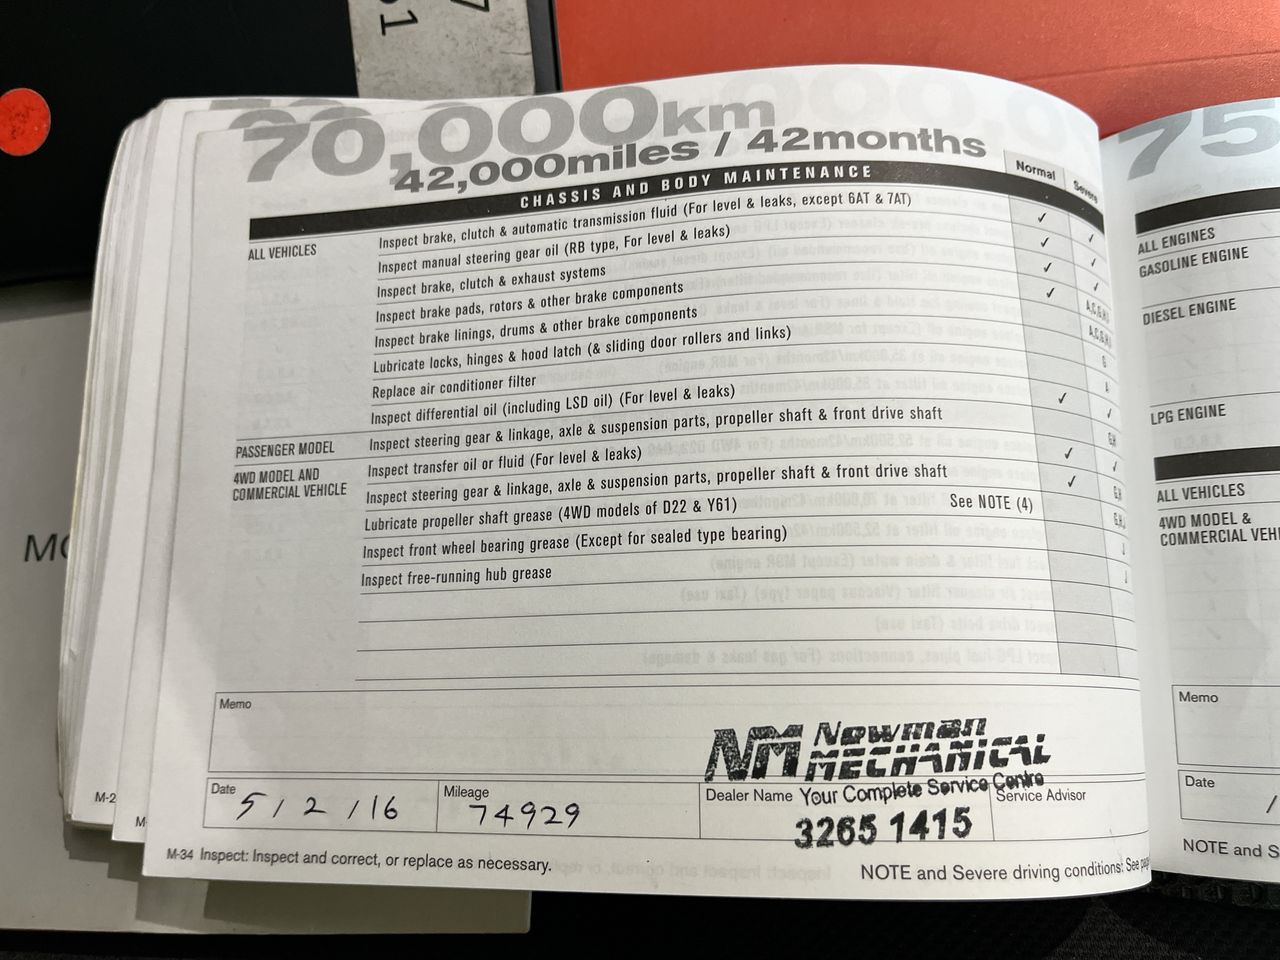 70,000km
42,000miles / 42months
CHASSIS AND BODY MAINTENANCE
Normal
Severe
ALL VEHICLES
Inspect brake, clutch & automatic transmission fluid (For level & leaks, except 6AT & 7AT)
Inspect manual steering gear oil (RB type, For level & leaks)
Inspect brake, clutch & exhaust systems
Inspect brake pads, rotors & other brake components
Inspect brake linings, drums & other brake components
Lubricate locks, hinges & hood latch (& sliding door rollers and links)
Replace air conditioner filter
Inspect differential oil (including LSD oil) (For level & leaks)
PASSENGER MODEL
Inspect steering gear & linkage, axle & suspension parts, propeller shaft & front drive shaft
4WD MODEL AND
COMMERCIAL VEHICLE
Inspect transfer oil or fluid (For level & leaks)
Inspect steering gear & linkage, axle & suspension parts, propeller shaft & front drive shaft
Lubricate propeller shaft grease (4WD models of D22 & Y61)
See NOTE (4)
Inspect front wheel bearing grease (Except for sealed type bearing)
Inspect free-running hub grease
Memo
NM Newman
MECHANICAL
Your Complete Service Centre
3265 1415
Date
5 / 2 / 16
Mileage
74929
Dealer Name
Service Advisor
M-34 Inspect: Inspect and correct, or replace as necessary.
NOTE and Severe driving conditions: See
75
ALL ENGINES
GASOLINE ENGINE
DIESEL ENGINE
LPG ENGINE
ALL VEHICLES
4WD MODEL &
COMMERCIAL
Memo
Date
NOTE and
M-2